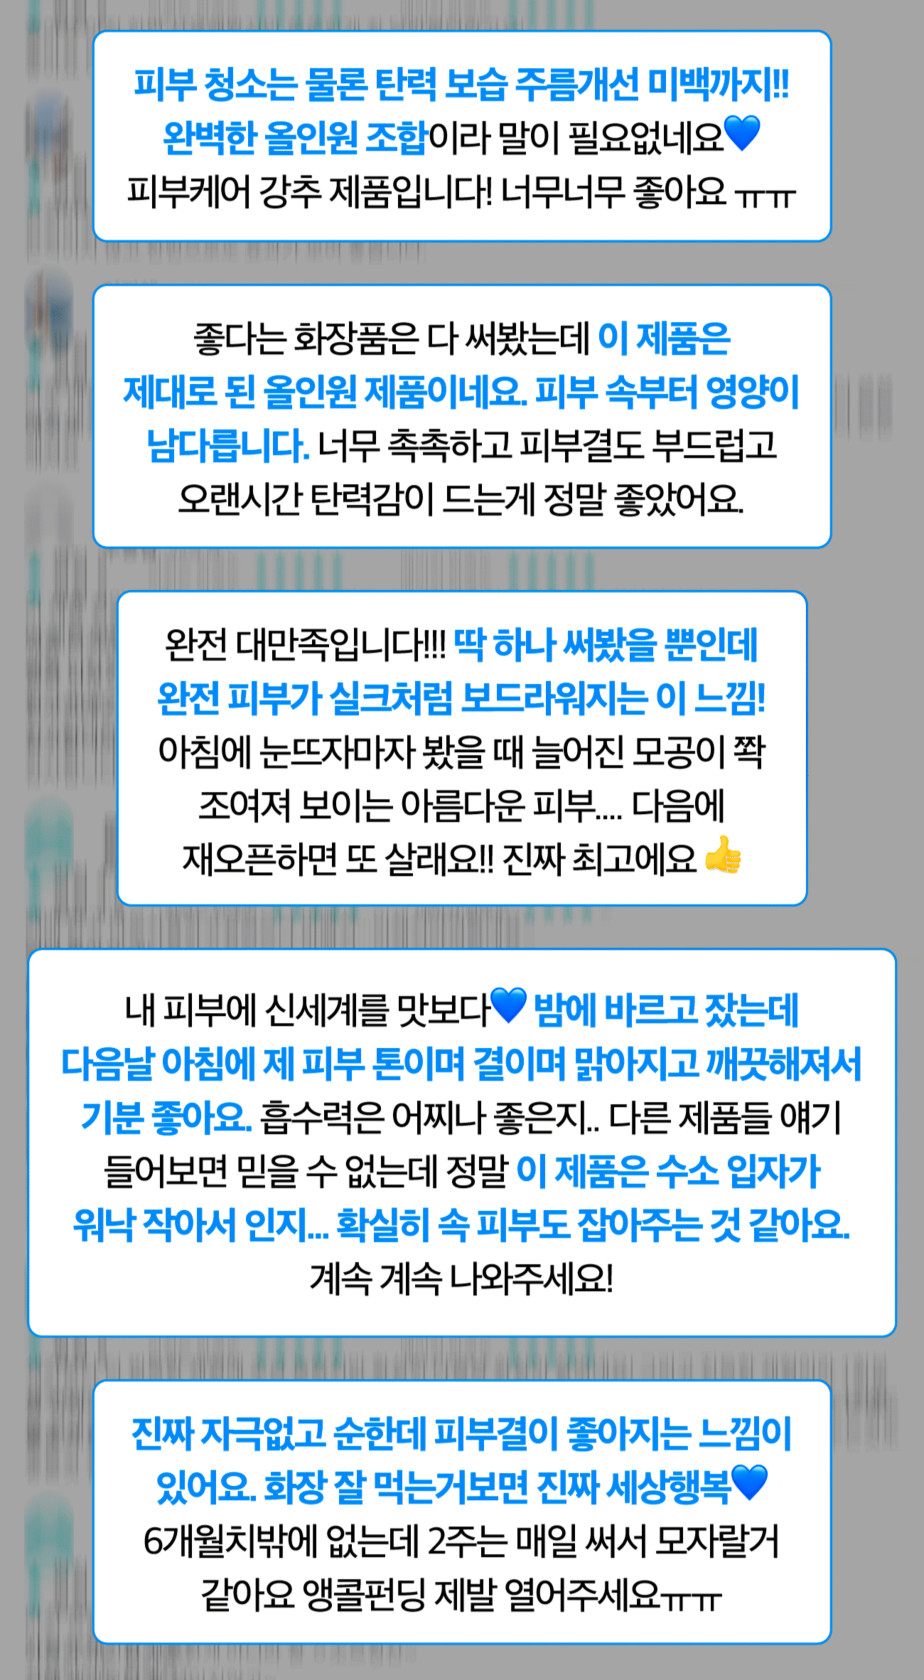 피부 청소는 물론 탄력 보습 주름개선 미백까지!!
완벽한 올인원 조합이라 말이 필요없네요💙
피부케어 강추 제품입니다! 너무너무 좋아요 ㅠㅠ
좋다는 화장품은 다 써봤는데 이 제품은
제대로 된 올인원 제품이네요. 피부 속부터 영양이
남다릅니다. 너무 촉촉하고 피부결도 부드럽고
오랜시간 탄력감이 드는게 정말 좋았어요.
완전 대만족입니다!!! 딱 하나 써봤을 뿐인데
완전 피부가 실크처럼 보드라워지는 이 느낌!
아침에 눈뜨자마자 봤을 때 늘어진 모공이 쫙
조여져 보이는 아름다운 피부.... 다음에
재오픈하면 또 살래요!! 진짜 최고에요 👍
내 피부에 신세계를 맛보다💙 밤에 바르고 잤는데
다음날 아침에 제 피부 톤이며 결이며 맑아지고 깨끗해져서
기분 좋아요. 흡수력은 어찌나 좋은지.. 다른 제품들 얘기
들어보면 믿을 수 없는데 정말 이 제품은 수소 입자가
워낙 작아서 인지... 확실히 속 피부도 잡아주는 것 같아요.
계속 계속 나와주세요!
진짜 자극없고 순한데 피부결이 좋아지는 느낌이
있어요. 화장 잘 먹는거보면 진짜 세상행복💙
6개월치밖에 없는데 2주는 매일 써서 모자랄거
같아요 앵콜펀딩 제발 열어주세요ㅠㅠ